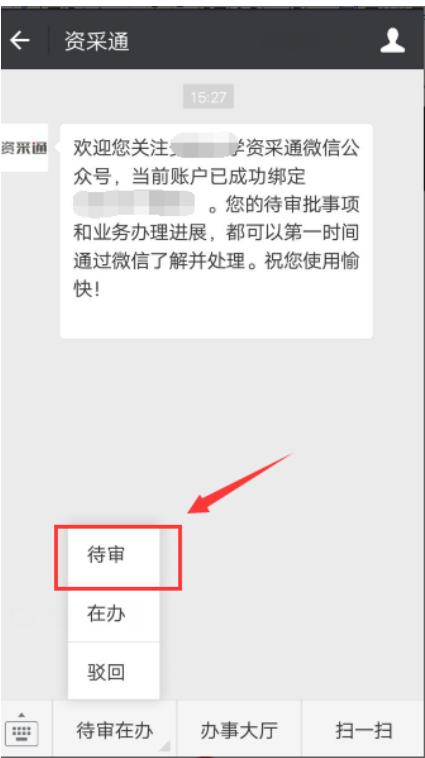 资采通
15:27
资采通
欢迎您关注 学资采通微信公
众号，当前账户已成功绑定
。您的待审批事项
和业务办理进展，都可以第一时间
通过微信了解并处理。祝您使用愉
快！
待审
在办
驳回
待审在办
办事大厅
扫一扫